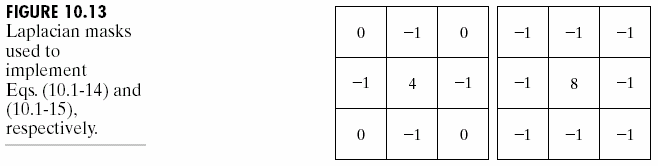 FIGURE 10.13
Laplacian masks
used to
implement
Eqs. (10.1-14) and
(10.1-15),
respectively.
0 −1 0 −1 −1 −1
−1 4 −1 −1 8 −1
0 −1 0 −1 −1 −1